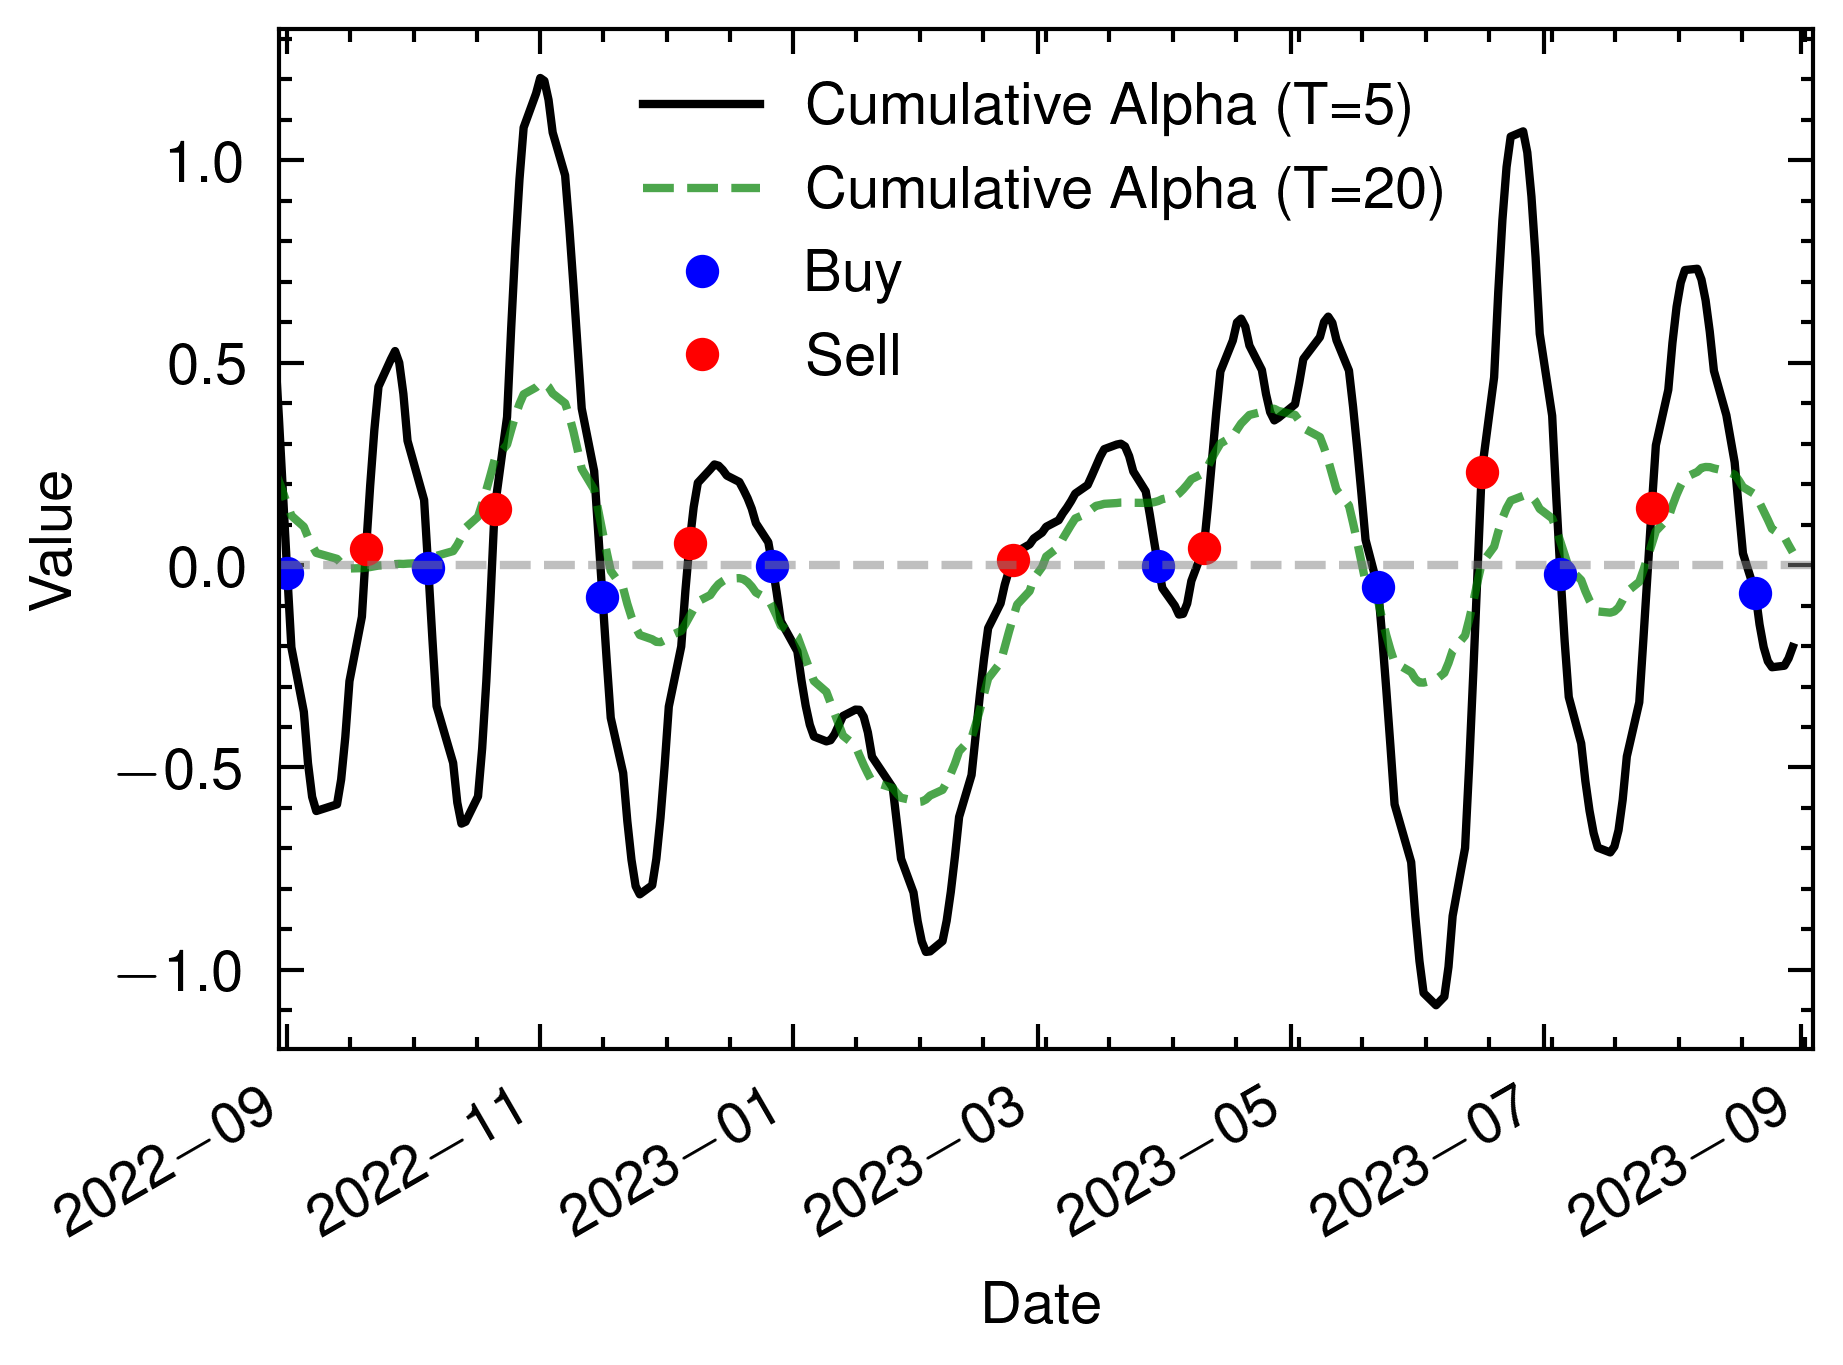 Cumulative Alpha (T=5)
Cumulative Alpha (T=20)
Buy
Sell
1.0
0.5
0.0
−0.5
−1.0
Value
2022−09
2022−11
2023−01
2023−03
2023−05
2023−07
2023−09
Date